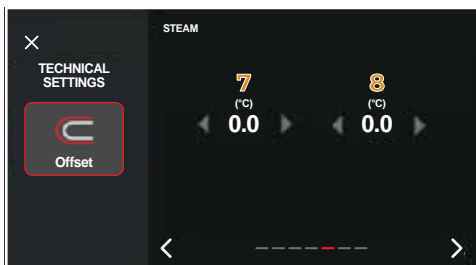 STEAM
TECHNICAL
SETTINGS
Offset
7 8
(°C) (°C)
0.0 0.0